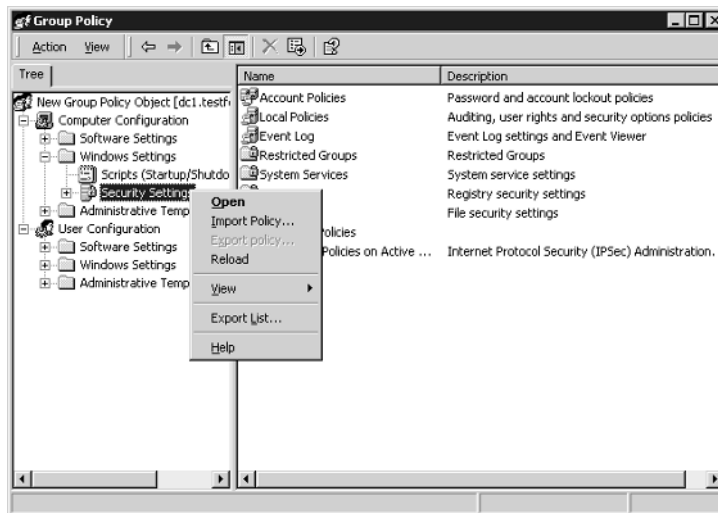 Group Policy
Action View
Tree
New Group Policy Object [dc1.testf
Computer Configuration
Software Settings
Windows Settings
Scripts (Startup/Shutdo
Security Settings
Administrative Temp
User Configuration
Software Settings
Windows Settings
Administrative Temp
Name Description
Account Policies Password and account lockout policies
Local Policies Auditing, user rights and security options policies
Event Log Event Log settings and Event Viewer
Restricted Groups Restricted Groups
System Services System service settings
Registry security settings
File security settings
olicies
Policies on Active ... Internet Protocol Security (IPSec) Administration.
Open
Import Policy...
Export policy...
Reload
View
Export List...
Help